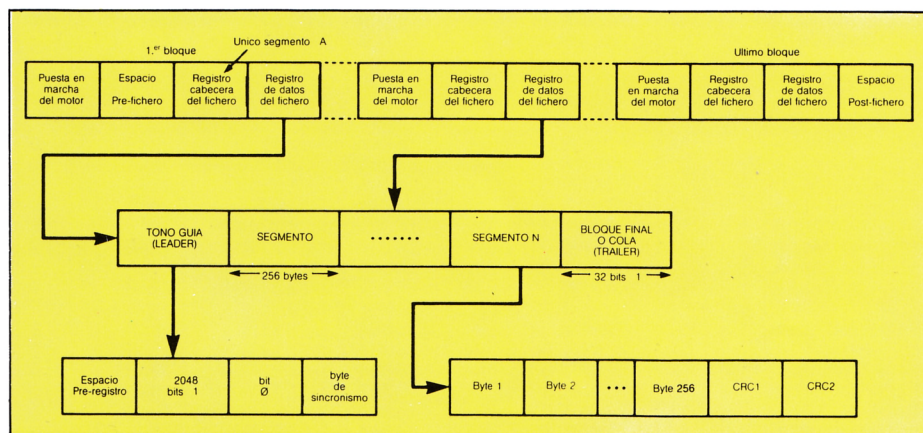 1.er bloque
Unico segmento A
Ultimo bloque
Puesta en
marcha
del motor
Espacio
Pre-fichero
Registro
cabecera
del fichero
Registro
de datos
del fichero
Puesta en
marcha
del motor
Registro
cabecera
del fichero
Registro
de datos
del fichero
Puesta
en marcha
del motor
Registro
cabecera
del fichero
Registro
de datos
del fichero
Espacio
Post-fichero
TONO GUIA
(LEADER)
SEGMENTO
.......
SEGMENTO N
BLOQUE FINAL
O COLA
(TRAILER)
256 bytes
32 bits 1
Espacio
Pre-registro
2048
bits 1
bit
Ø
byte
de
sincronismo
Byte 1
Byte 2
...
Byte 256
CRC1
CRC2